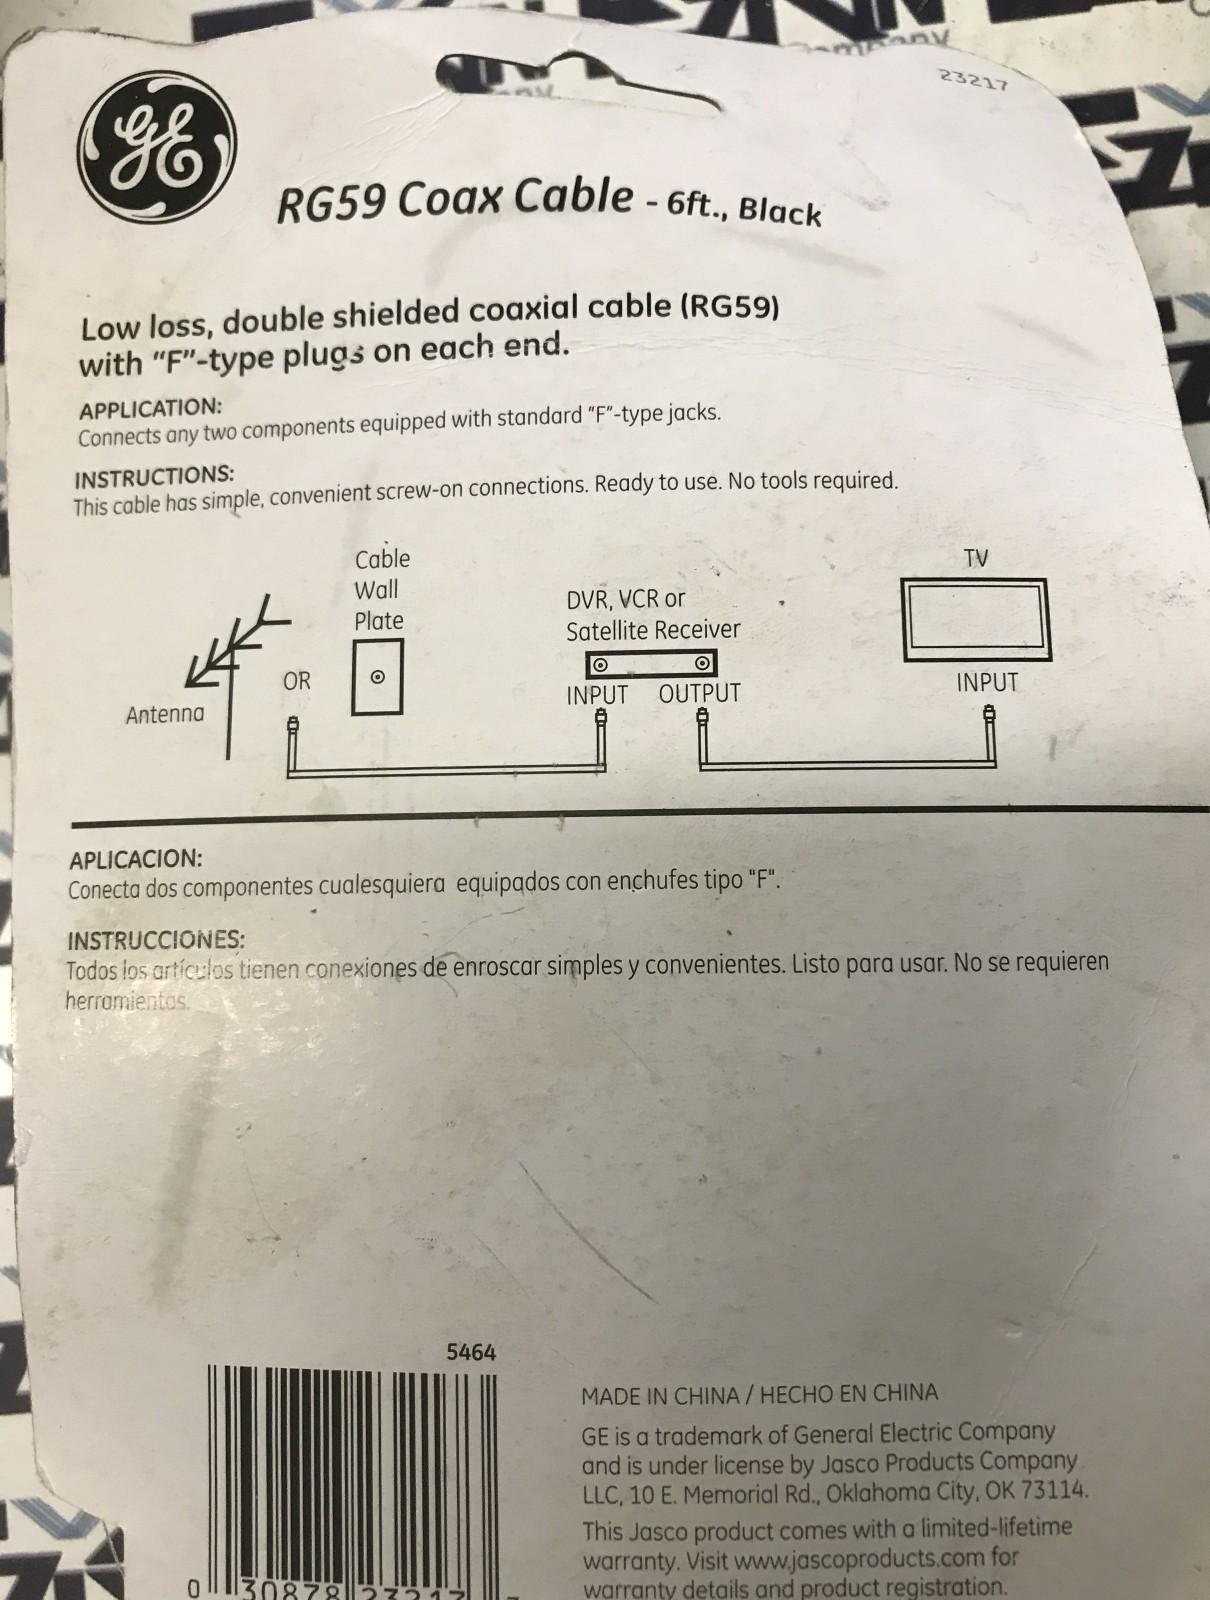 23217
GE
RG59 Coax Cable - 6ft., Black
Low loss, double shielded coaxial cable (RG59)
with "F"-type plugs on each end.
APPLICATION:
Connects any two components equipped with standard "F"-type jacks.
INSTRUCTIONS:
This cable has simple, convenient screw-on connections. Ready to use. No tools required.
Cable
Wall
Plate
OR
Antenna
DVR, VCR or
Satellite Receiver
INPUT OUTPUT
TV
INPUT
APLICACION:
Conecta dos componentes cualesquiera equipados con enchufes tipo "F".
INSTRUCCIONES:
Todos los artículos tienen conexiones de enroscar simples y convenientes. Listo para usar. No se requieren
herramientas.
5464
0 30878 23217
MADE IN CHINA / HECHO EN CHINA
GE is a trademark of General Electric Company
and is under license by Jasco Products Company
LLC, 10 E. Memorial Rd., Oklahoma City, OK 73114.
This Jasco product comes with a limited-lifetime
warranty. Visit www.jascoproducts.com for
warranty details and product registration.